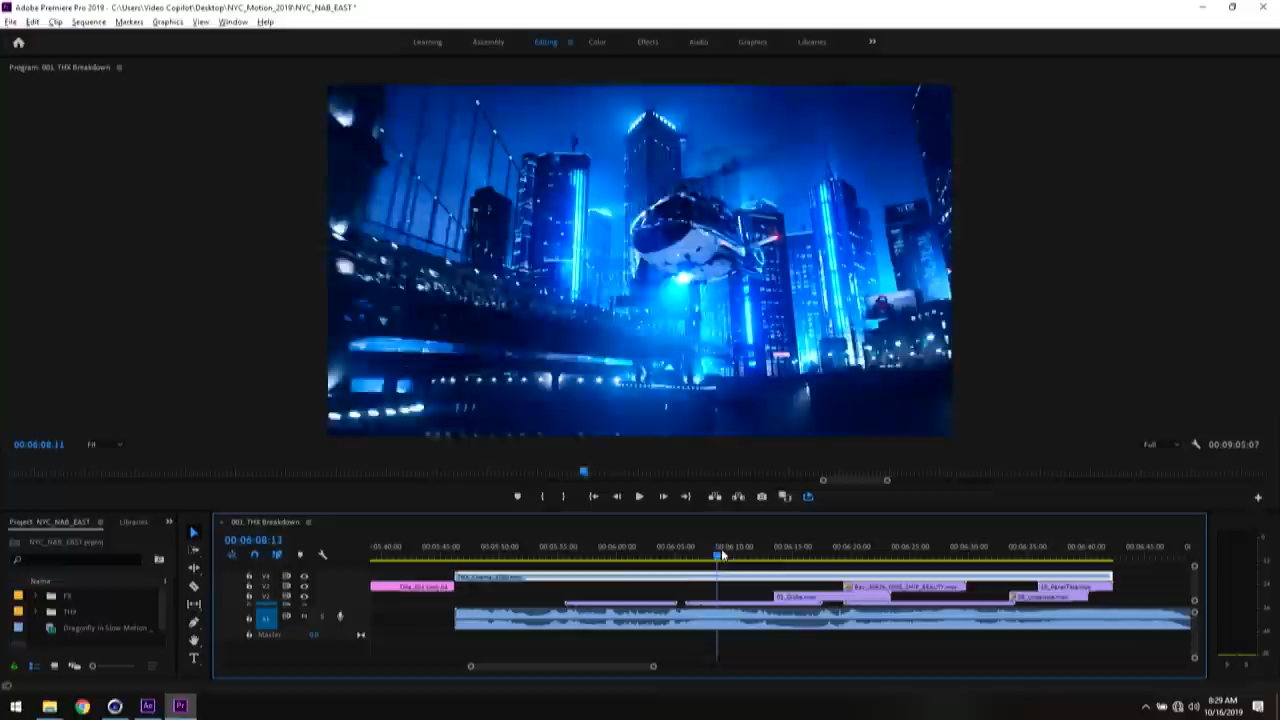 Adobe Premiere Pro 2019 - C:\Users\Video Copilot\Desktop\NYC_Motion_2019\NYC_NAB_EAST *
File Edit Clip Sequence Markers Graphics View Window Help
Learning Assembly Editing Color Effects Audio Graphics Libraries
Program: 001. THX Breakdown
00:06:08:11 Fit Full 00:09:05:07
Project: NYC_NAB_EAST Libraries
001. THX Breakdown
NYC_NAB_EAST.prproj
00:06:08:13
:05:40:00 00:05:45:00 00:05:50:00 00:05:55:00 00:06:00:00 00:06:05:00 00:06:10:00 00:06:15:00 00:06:20:00 00:06:25:00 00:06:30:00 00:06:35:00 00:06:40:00 00:06:45:00
Name
V4
V3
V2
FX
THX
A1
M S
Dragonfly in Slow Motion ...
Master 0.0
8:29 AM
10/16/2019